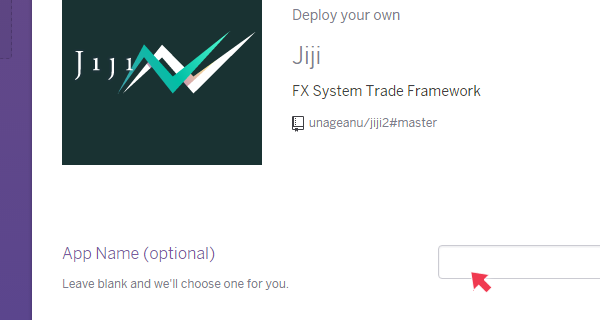 Jiji
Deploy your own
Jiji
FX System Trade Framework
unageanu/jiji2#master
App Name (optional)
Leave blank and we'll choose one for you.